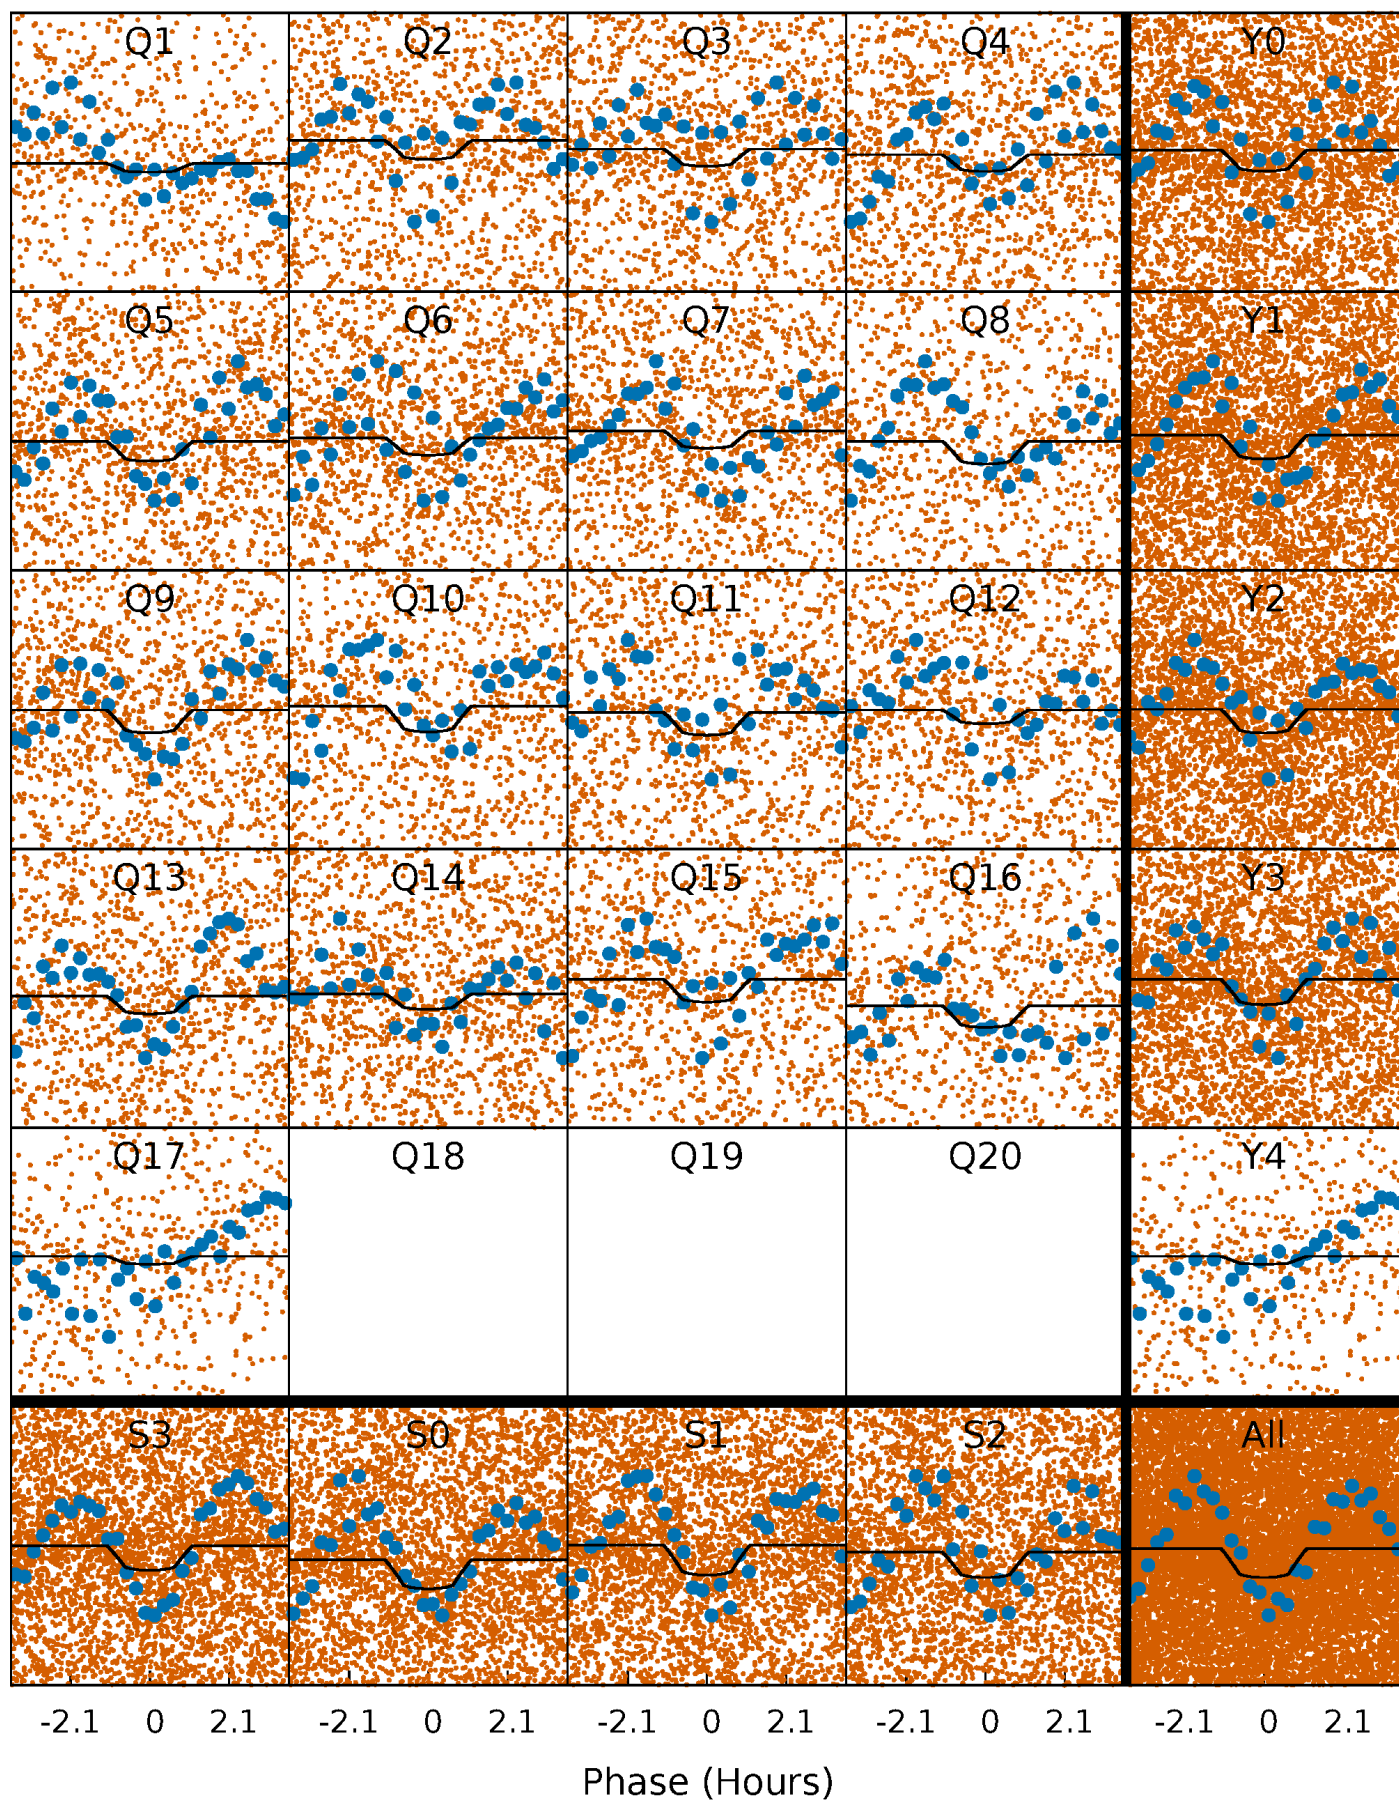 Q1 Q2 Q3 Q4 Y0
Q5 Q6 Q7 Q8 Y1
Q9 Q10 Q11 Q12 Y2
Q13 Q14 Q15 Q16 Y3
Q17 Q18 Q19 Q20 Y4
S3 S0 S1 S2 All
-2.1 0 2.1 -2.1 0 2.1 -2.1 0 2.1 -2.1 0 2.1 -2.1 0 2.1
Phase (Hours)